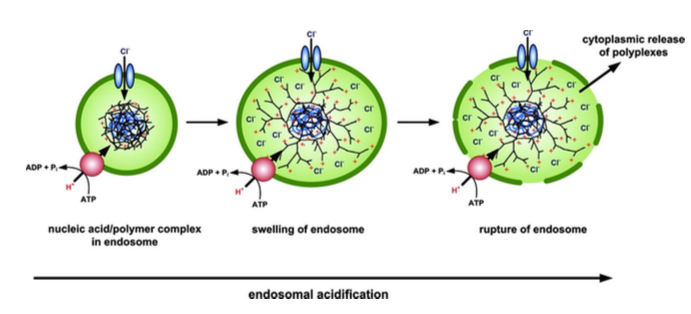 Cl⁻
ADP + Pᵢ
H⁺
ATP
nucleic acid/polymer complex
in endosome
Cl⁻
Cl⁻
Cl⁻
Cl⁻
Cl⁻
Cl⁻
Cl⁻
Cl⁻
Cl⁻
ADP + Pᵢ
H⁺
ATP
swelling of endosome
Cl⁻
Cl⁻
Cl⁻
Cl⁻
Cl⁻
Cl⁻
Cl⁻
Cl⁻
Cl⁻
ADP + Pᵢ
H⁺
ATP
rupture of endosome
cytoplasmic release
of polyplexes
endosomal acidification